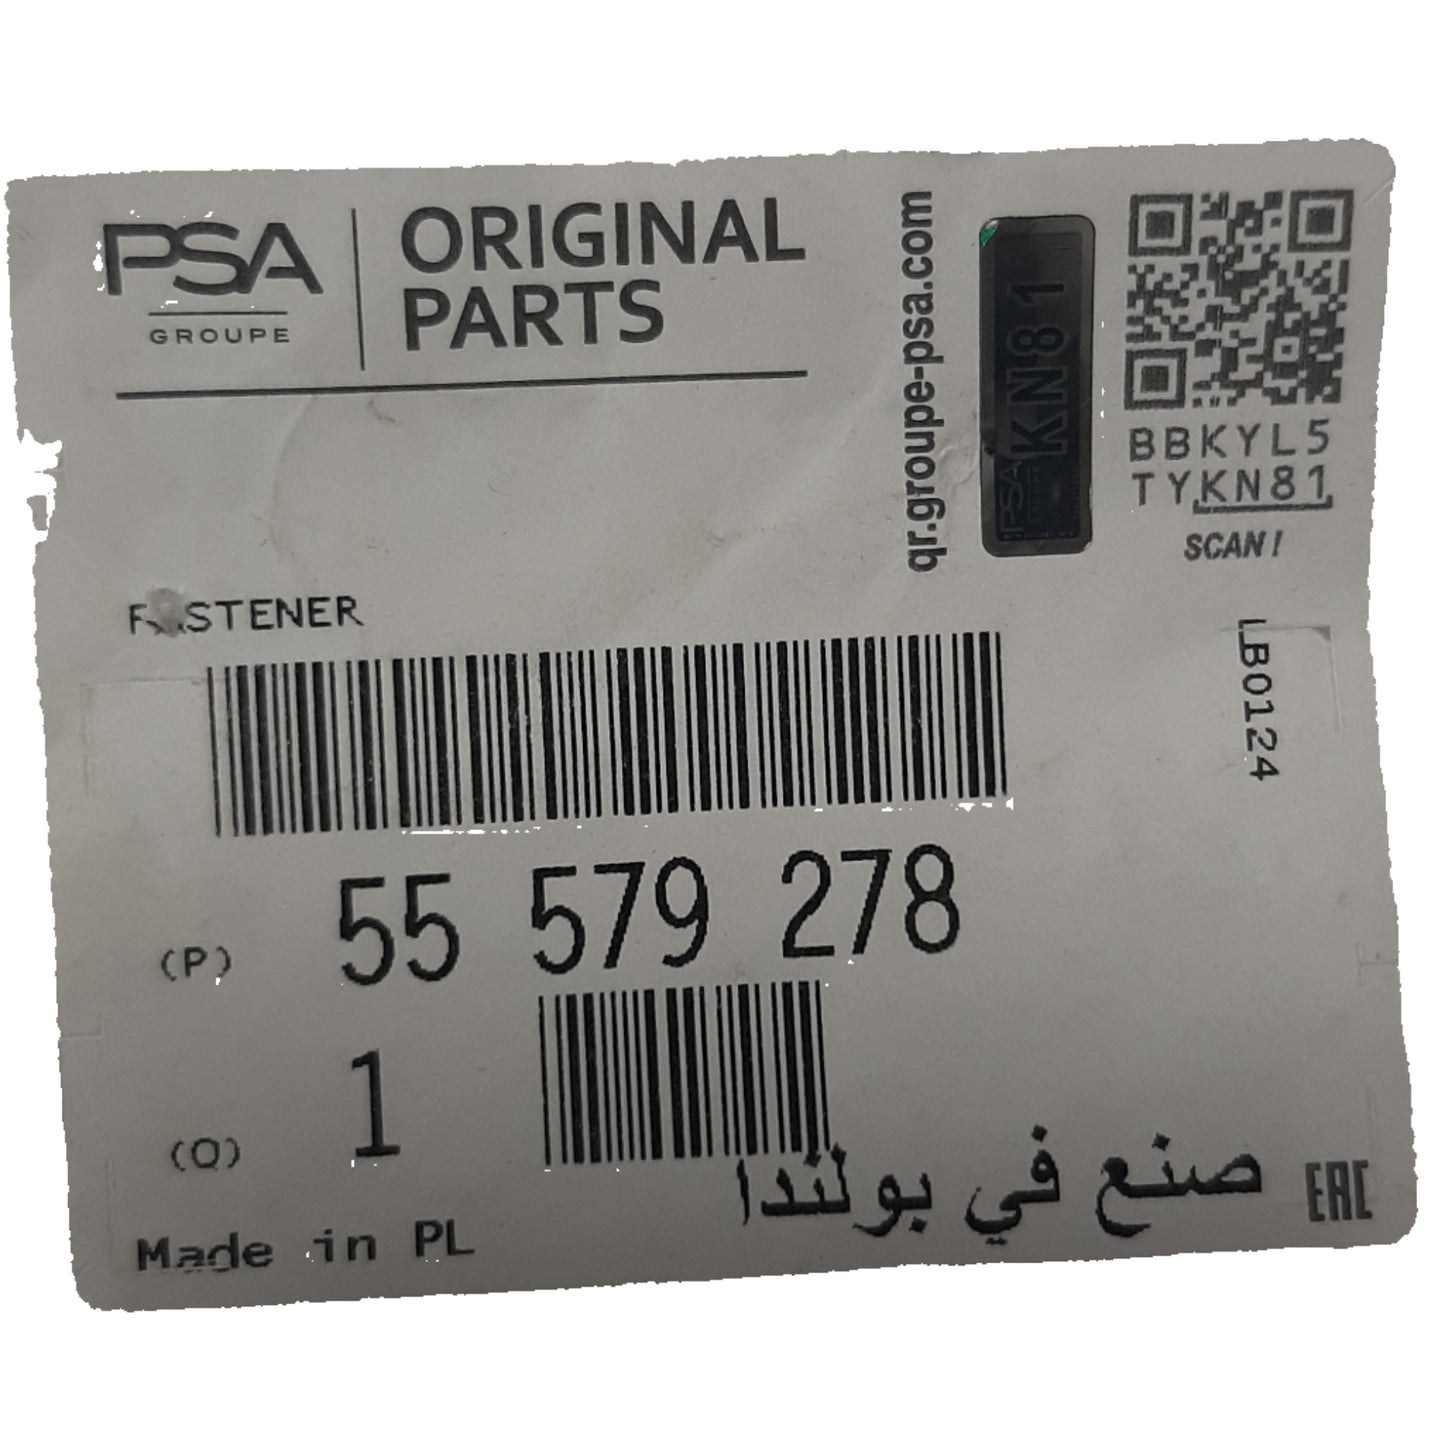 PSA
GROUPE
ORIGINAL
PARTS
qr.groupe-psa.com
KN81
PSA
BBKYL5
TYKN81
SCAN!
FASTENER
LB0124
(P) 55 579 278
(Q) 1
صنع في بولندا
EAC
Made in PL